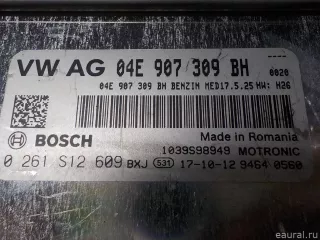 VW AG 04E 907 309 BH 0020
04E 907 309 BH BENZIN MED17.5.25 HW: H26
BOSCH Made in Romania
1039S98949 MOTRONIC
0 261 S12 609 BXJ 531 17-10-12 9464 0560
eaural.ru